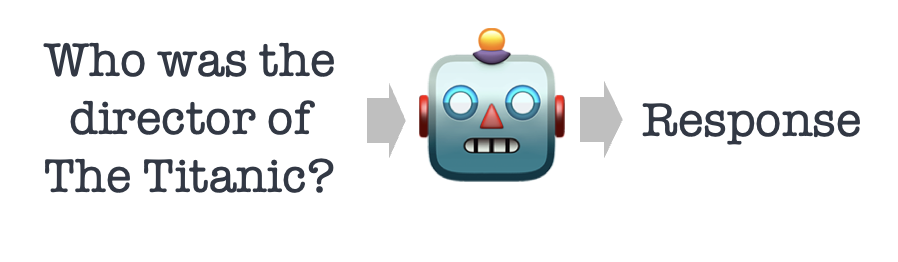 Who was the
director of
The Titanic?
Response